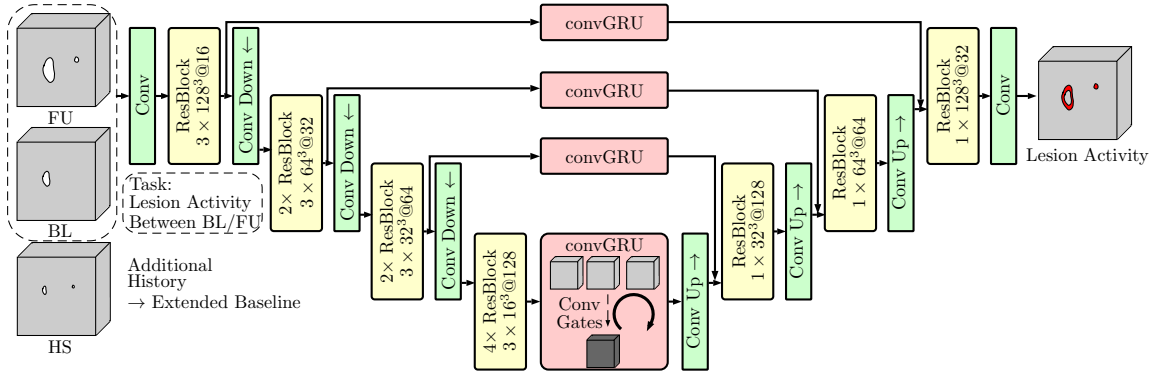 FU
BL
HS
Task:
Lesion Activity
Between BL/FU
Additional
History
→ Extended Baseline
Conv
ResBlock
3 × 128³@16
Conv Down ←
2× ResBlock
3 × 64³@32
Conv Down ←
2× ResBlock
3 × 32³@64
Conv Down ←
4× ResBlock
3 × 16³@128
convGRU
convGRU
convGRU
convGRU
Conv
Gates
Conv Up →
ResBlock
1 × 32³@128
Conv Up →
ResBlock
1 × 64³@64
Conv Up →
ResBlock
1 × 128³@32
Conv
Lesion Activity